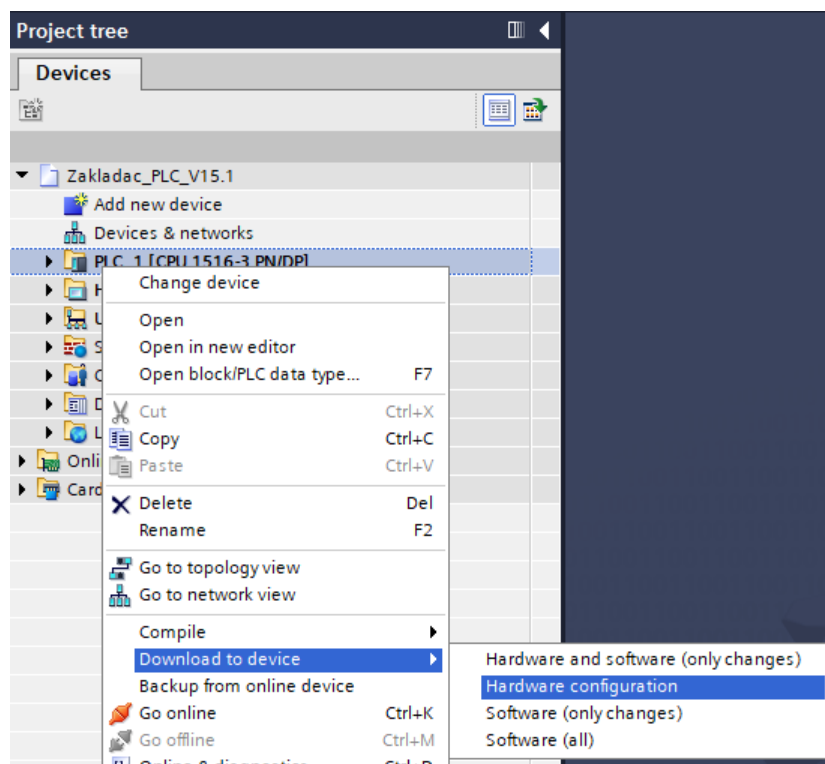 Project tree
Devices
Zakladac_PLC_V15.1
Add new device
Devices & networks
PLC_1 [CPU 1516-3 PN/DP]
Change device
H
U
Open
S
Open in new editor
Open block/PLC data type... F7
D
Cut Ctrl+X
L
Copy Ctrl+C
Onli
Paste Ctrl+V
Card
Delete Del
Rename F2
Go to topology view
Go to network view
Compile
Download to device
Hardware and software (only changes)
Backup from online device
Hardware configuration
Go online Ctrl+K
Software (only changes)
Go offline Ctrl+M
Software (all)